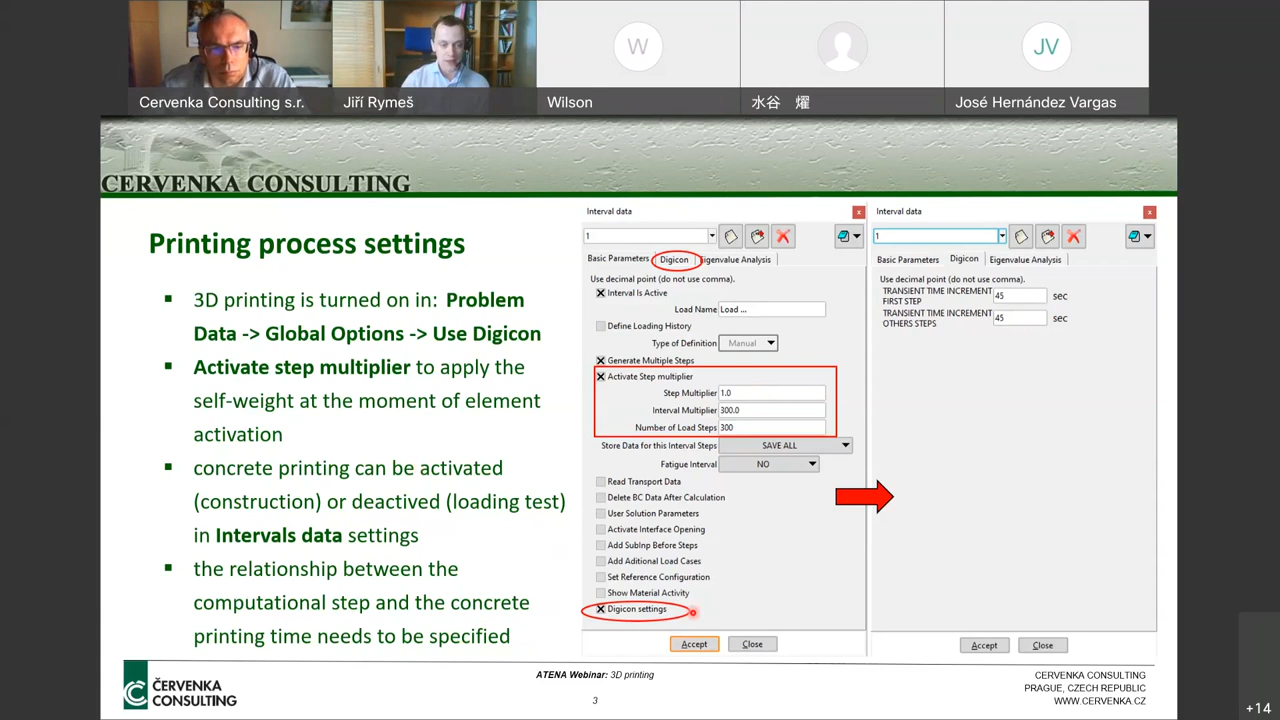 W
JV
Cervenka Consulting s.r.
Jiří Rymeš
Wilson
水谷 燿
José Hernández Vargas
CERVENKA CONSULTING
Printing process settings
▪ 3D printing is turned on in: Problem
Data -> Global Options -> Use Digicon
▪ Activate step multiplier to apply the
self-weight at the moment of element
activation
▪ concrete printing can be activated
(construction) or deactived (loading test)
in Intervals data settings
▪ the relationship between the
computational step and the concrete
printing time needs to be specified
Interval data
x
1
Basic Parameters Digicon Eigenvalue Analysis
Use decimal point (do not use comma).
Interval Is Active
Load Name Load ...
Define Loading History
Type of Definition Manual
Generate Multiple Steps
Activate Step multiplier
Step Multiplier 1.0
Interval Multiplier 300.0
Number of Load Steps 300
Store Data for this Interval Steps SAVE ALL
Fatigue Interval NO
Read Transport Data
Delete BC Data After Calculation
User Solution Parameters
Activate Interface Opening
Add SubInp Before Steps
Add Aditional Load Cases
Set Reference Configuration
Show Material Activity
Digicon settings
Accept Close
Interval data
x
1
Basic Parameters Digicon Eigenvalue Analysis
Use decimal point (do not use comma).
TRANSIENT TIME INCREMENT
FIRST STEP 45 sec
TRANSIENT TIME INCREMENT
OTHERS STEPS 45 sec
Accept Close
ČERVENKA
CONSULTING
ATENA Webinar: 3D printing
3
CERVENKA CONSULTING
PRAGUE, CZECH REPUBLIC
WWW.CERVENKA.CZ
+14